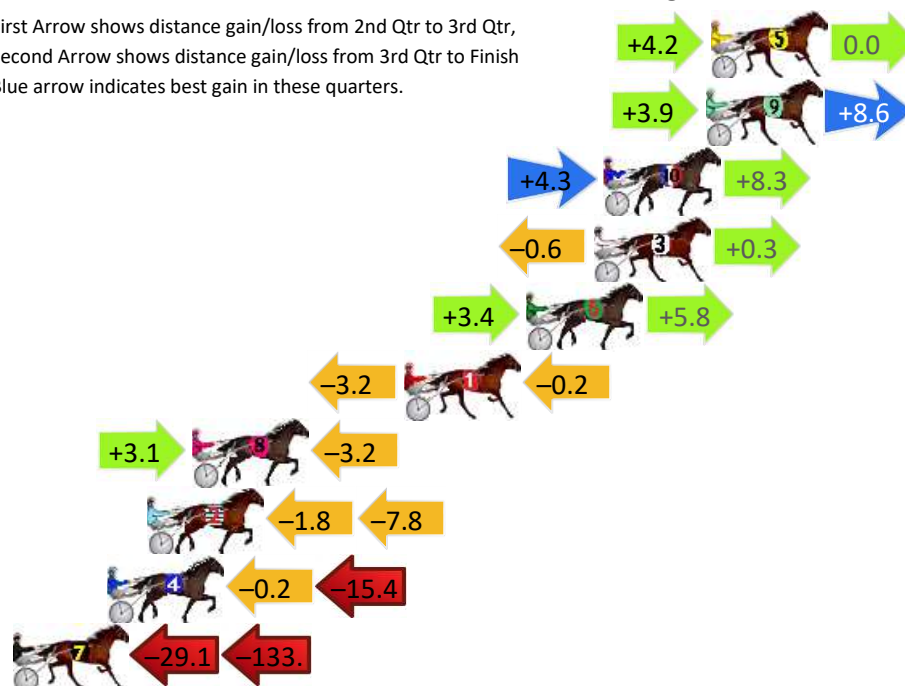 irst Arrow shows distance gain/loss from 2nd Qtr to 3rd Qtr,
econd Arrow shows distance gain/loss from 3rd Qtr to Finish
lue arrow indicates best gain in these quarters.
+4.2 5 0.0
+3.9 9 +8.6
+4.3 10 +8.3
–0.6 3 +0.3
+3.4 6 +5.8
–3.2 1 –0.2
+3.1 8 –3.2
2 –1.8 –7.8
4 –0.2 –15.4
7 –29.1 –133.